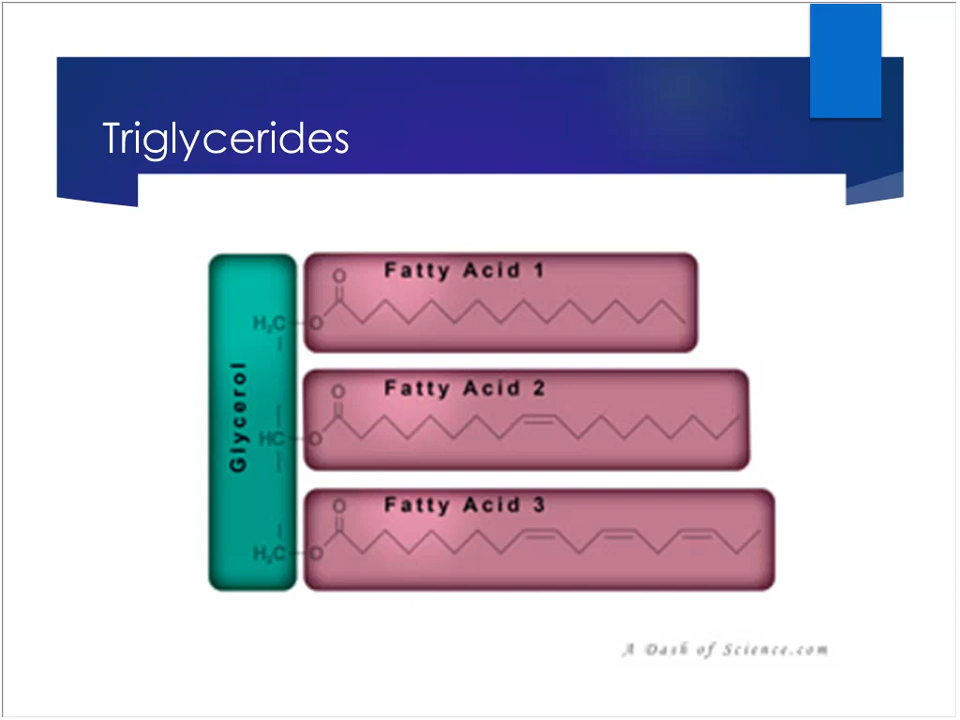 Triglycerides
Fatty Acid 1
O
H₂C
O
Fatty Acid 2
O
Glycerol
HC
O
Fatty Acid 3
O
H₂C
O
A Dash of Science.com